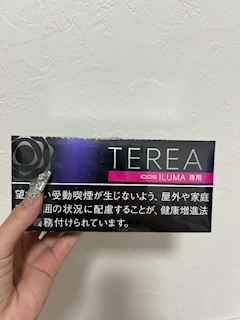 TEREA
IQOS ILUMA 専用
望 い受動喫煙が生じないよう、屋外や家庭
囲の状況に配慮することが、健康増進法
務付けられています。